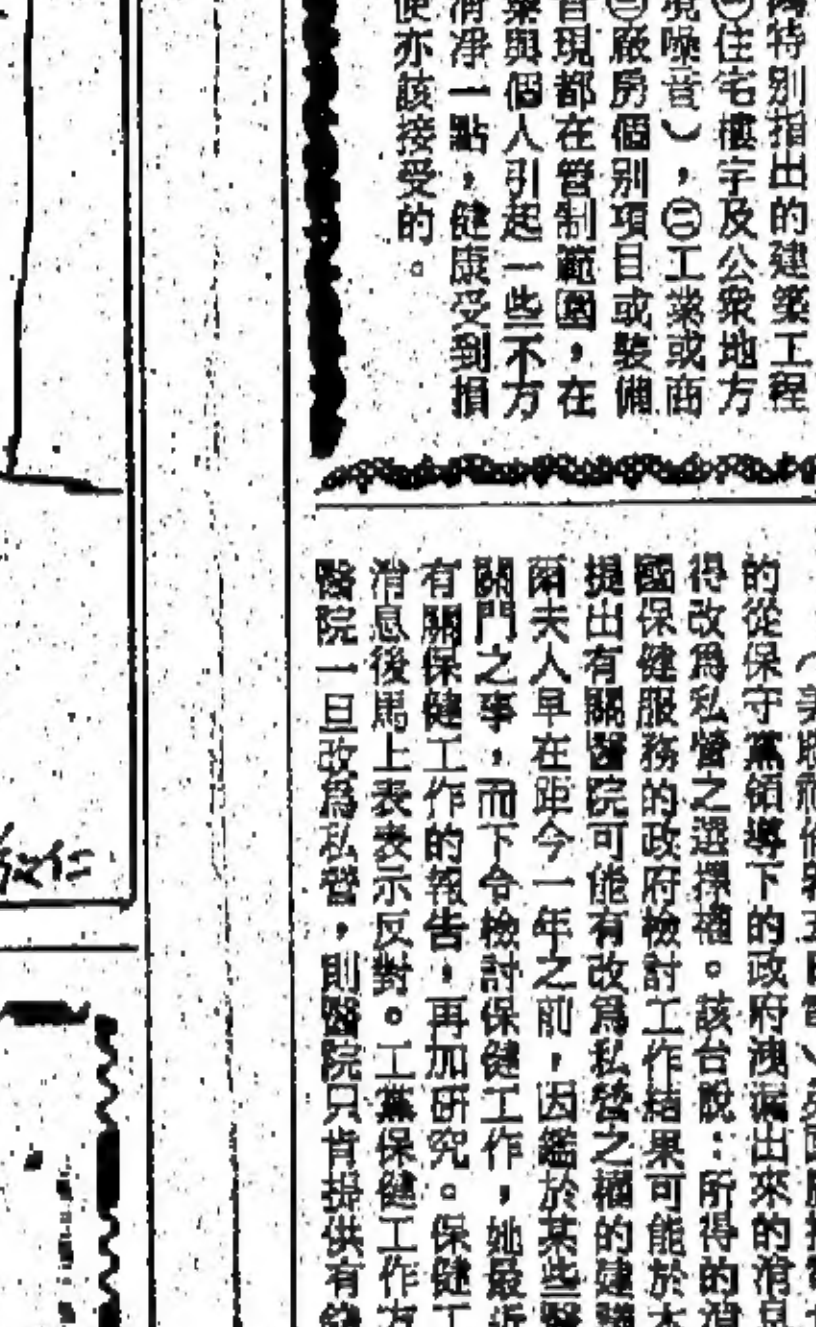 特別指出的建築工程
㊀住宅樓宇及公衆地方
境噪音），㊁工業或商
㊂廠房個別項目或裝備
音現都在管制範圍，在
業與個人引起一些不方
清淨一點，健康受到損
使亦該接受的。
的從保守黨領導下的政府洩漏出來的消息
得改爲私營之選擇權。該台說：所得的消
國保健服務的政府檢討工作結果可能於本
提出有關醫院可能有改爲私營之權的建議
爾夫人早在距今一年之前，因鑑於某些醫
關門之事，而下令檢討保健工作，她最近
有關保健工作的報告，再加研究。保健工
消息後馬上表表示反對。工黨保健工作方
醫院一旦改爲私營，則醫院只肯提供有